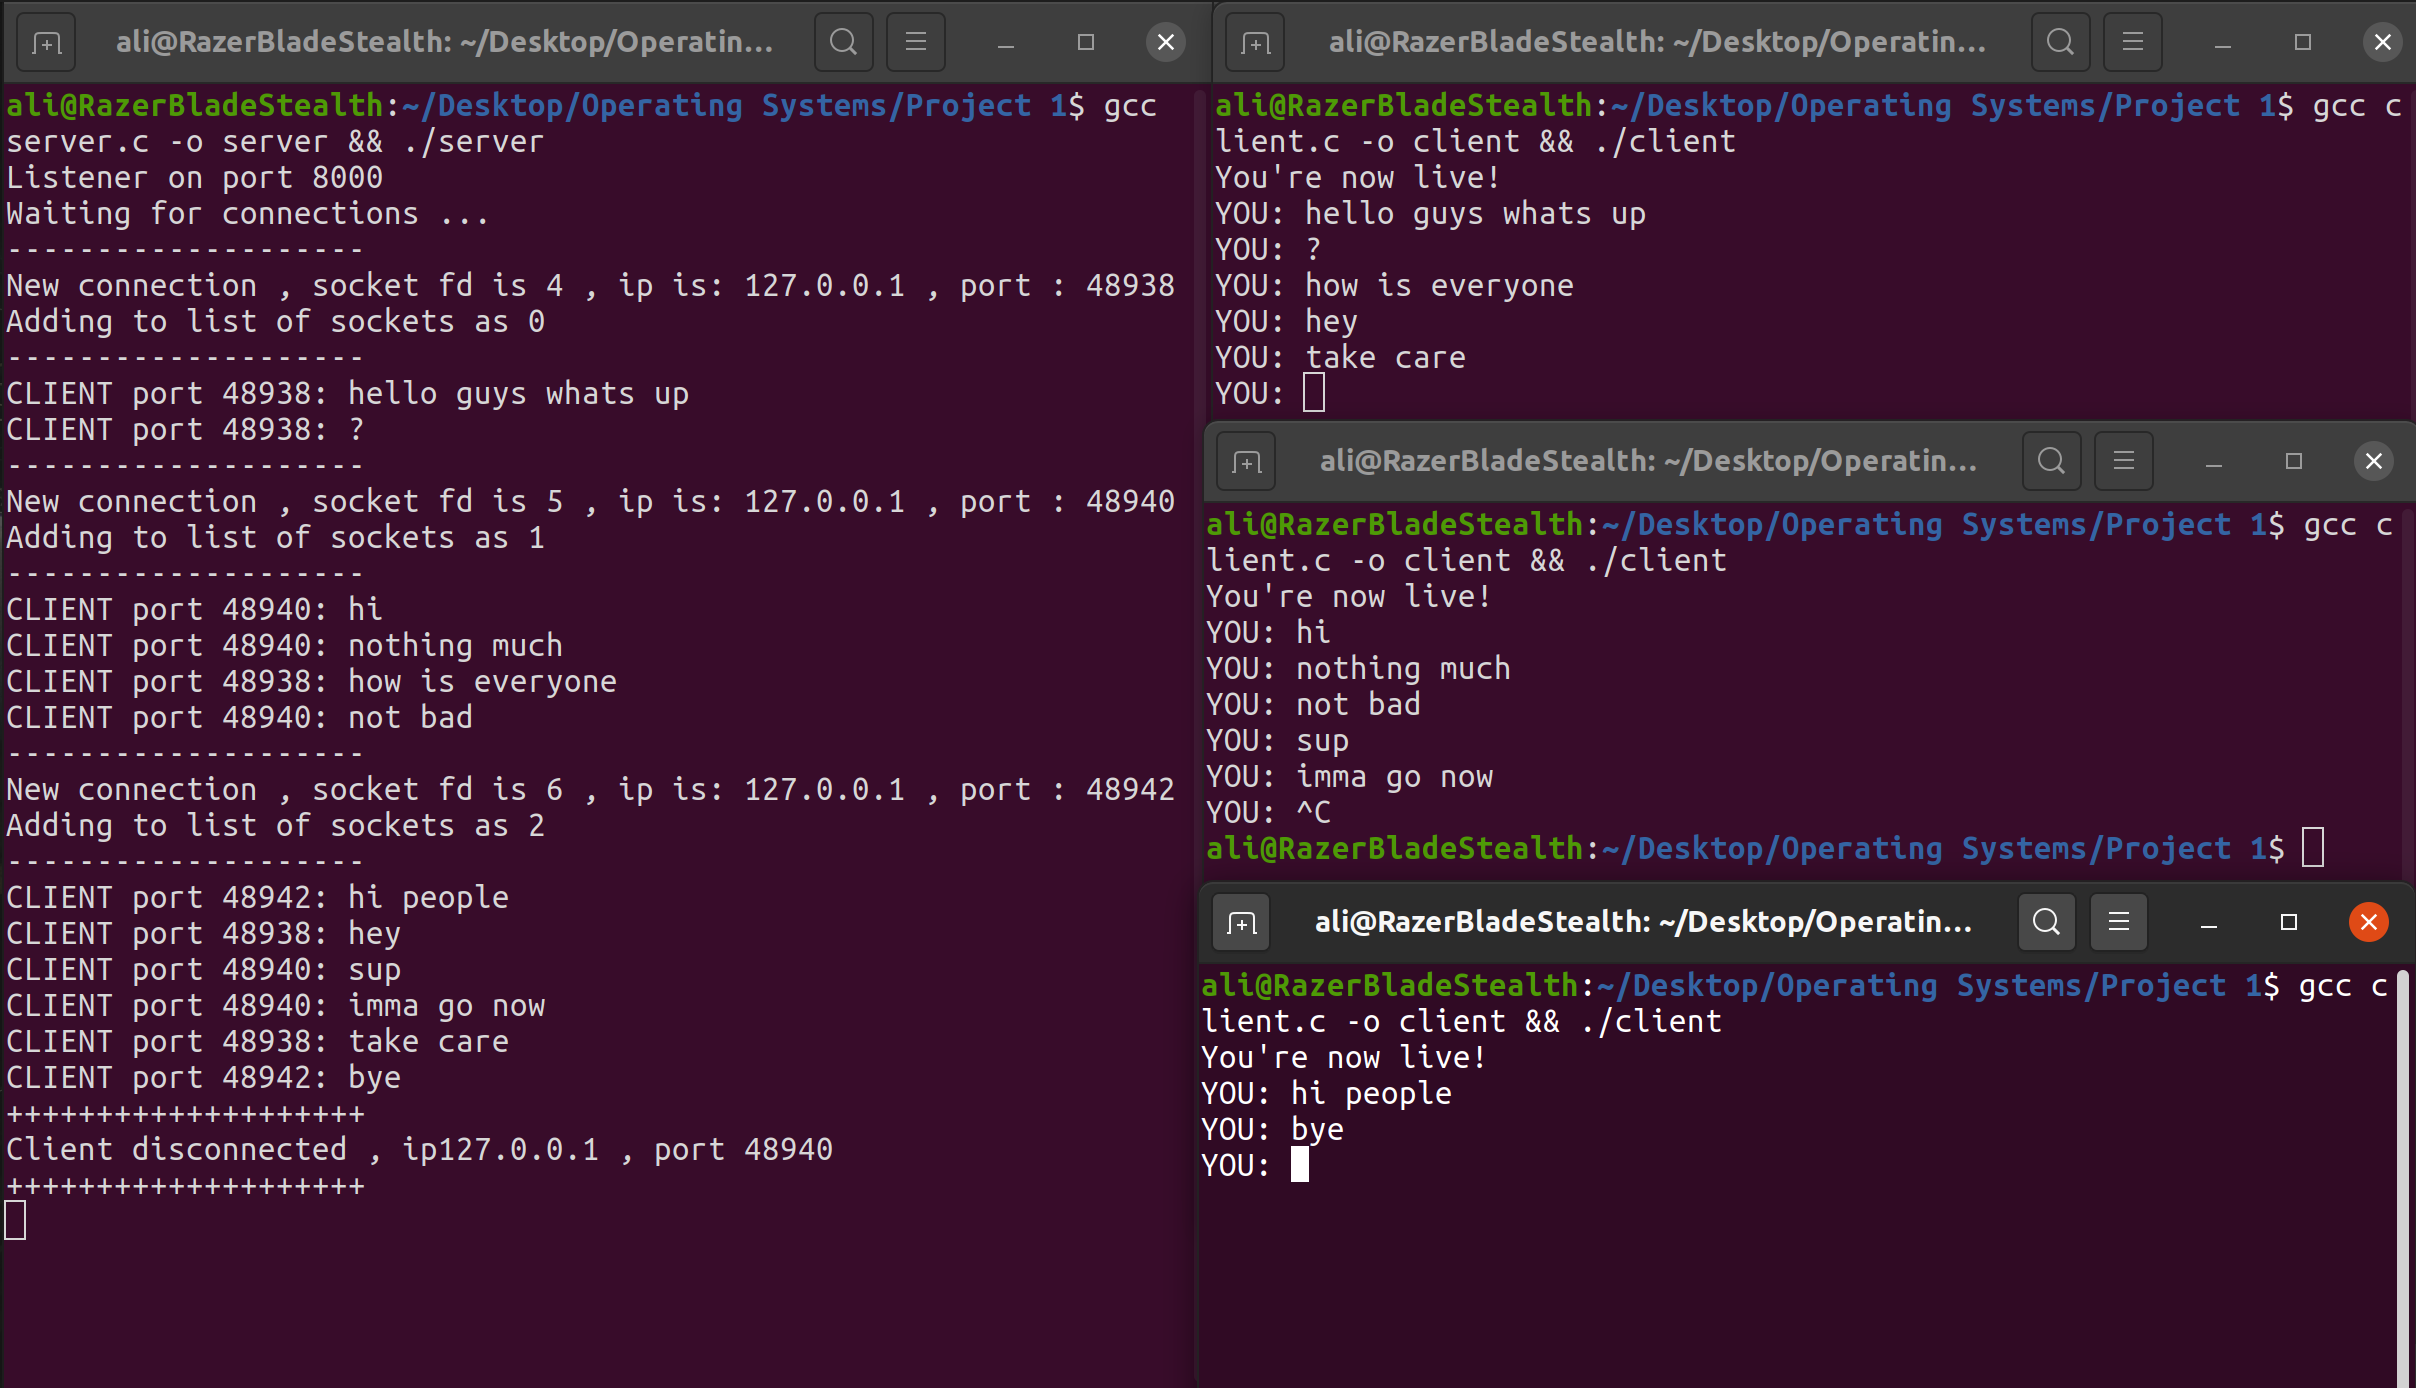 ali@RazerBladeStealth: ~/Desktop/Operatin...
ali@RazerBladeStealth:~/Desktop/Operating Systems/Project 1$ gcc
server.c -o server && ./server
Listener on port 8000
Waiting for connections ...
--------------------
New connection , socket fd is 4 , ip is: 127.0.0.1 , port : 48938
Adding to list of sockets as 0
--------------------
CLIENT port 48938: hello guys whats up
CLIENT port 48938: ?
--------------------
New connection , socket fd is 5 , ip is: 127.0.0.1 , port : 48940
Adding to list of sockets as 1
--------------------
CLIENT port 48940: hi
CLIENT port 48940: nothing much
CLIENT port 48938: how is everyone
CLIENT port 48940: not bad
--------------------
New connection , socket fd is 6 , ip is: 127.0.0.1 , port : 48942
Adding to list of sockets as 2
--------------------
CLIENT port 48942: hi people
CLIENT port 48938: hey
CLIENT port 48940: sup
CLIENT port 48940: imma go now
CLIENT port 48938: take care
CLIENT port 48942: bye
++++++++++++++++++++
Client disconnected , ip127.0.0.1 , port 48940
++++++++++++++++++++
ali@RazerBladeStealth: ~/Desktop/Operatin...
ali@RazerBladeStealth:~/Desktop/Operating Systems/Project 1$ gcc c
lient.c -o client && ./client
You're now live!
YOU: hello guys whats up
YOU: ?
YOU: how is everyone
YOU: hey
YOU: take care
YOU:
ali@RazerBladeStealth: ~/Desktop/Operatin...
ali@RazerBladeStealth:~/Desktop/Operating Systems/Project 1$ gcc c
lient.c -o client && ./client
You're now live!
YOU: hi
YOU: nothing much
YOU: not bad
YOU: sup
YOU: imma go now
YOU: ^C
ali@RazerBladeStealth:~/Desktop/Operating Systems/Project 1$
ali@RazerBladeStealth: ~/Desktop/Operatin...
ali@RazerBladeStealth:~/Desktop/Operating Systems/Project 1$ gcc c
lient.c -o client && ./client
You're now live!
YOU: hi people
YOU: bye
YOU: